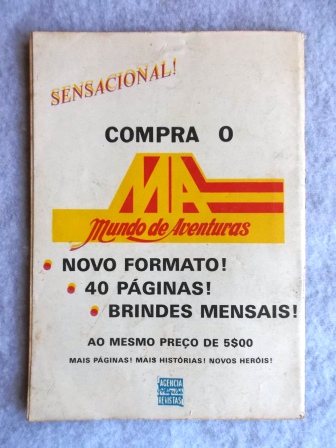 SENSACIONAL!
COMPRA O
MA
Mundo de Aventuras
NOVO FORMATO!
40 PÁGINAS!
BRINDES MENSAIS!
AO MESMO PREÇO DE 5$00
MAIS PÁGINAS! MAIS HISTÓRIAS! NOVOS HERÓIS!
AGENCIA
REVISTAS